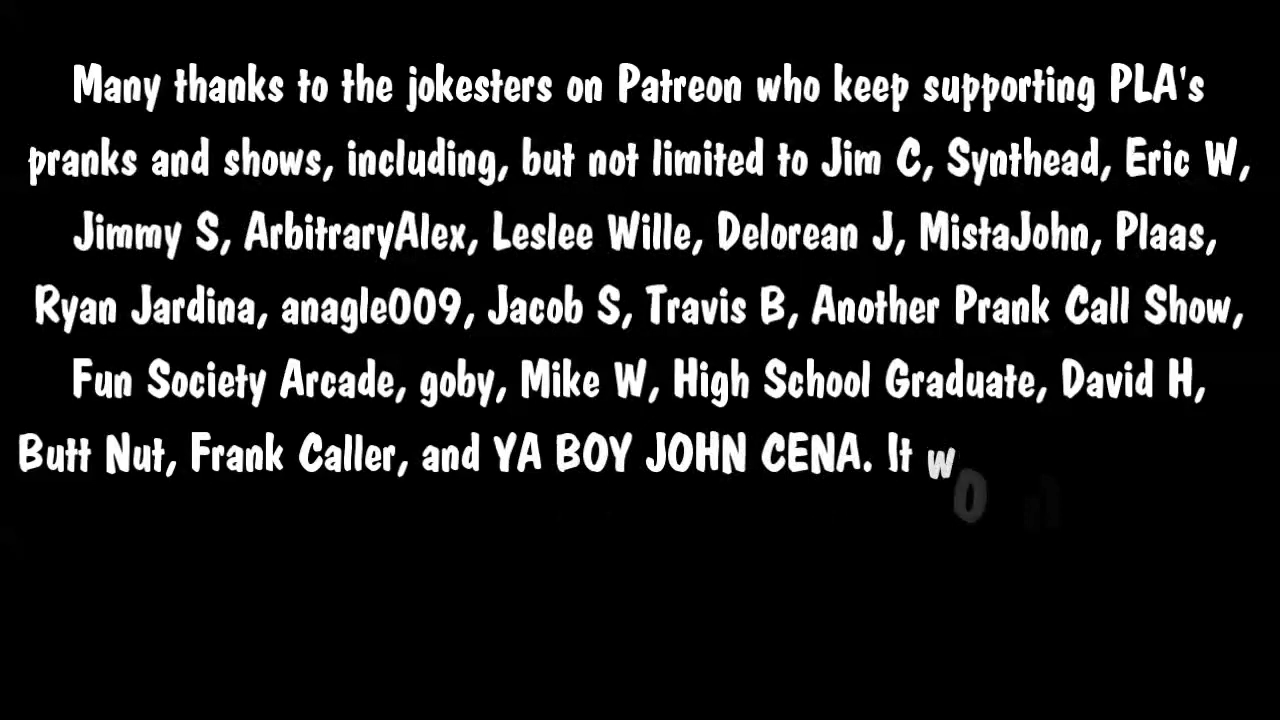 Many thanks to the jokesters on Patreon who keep supporting PLA's
pranks and shows, including, but not limited to Jim C, Synthead, Eric W,
Jimmy S, ArbitraryAlex, Leslee Wille, Delorean J, MistaJohn, Plaas,
Ryan Jardina, anagle009, Jacob S, Travis B, Another Prank Call Show,
Fun Society Arcade, goby, Mike W, High School Graduate, David H,
Butt Nut, Frank Caller, and YA BOY JOHN CENA. It